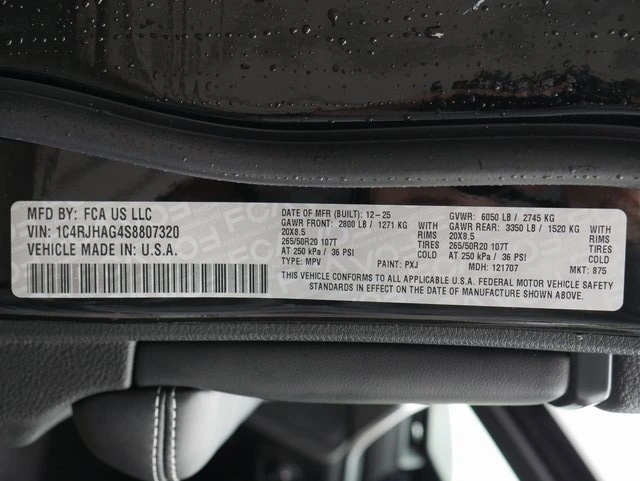 MFD BY: FCA US LLC
VIN: 1C4RJHAG4S8807320
VEHICLE MADE IN: U.S.A.
DATE OF MFR (BUILT): 12-25
GAWR FRONT: 2800 LB / 1271 KG WITH
20X8.5 RIMS
265/50R20 107T TIRES
AT 250 kPa / 36 PSI COLD
TYPE: MPV PAINT: PXJ
GVWR: 6050 LB / 2745 KG
GAWR REAR: 3350 LB / 1520 KG WITH
20X8.5 RIMS
265/50R20 107T TIRES
AT 250 kPa / 36 PSI COLD
MDH: 121707 MKT: 875
THIS VEHICLE CONFORMS TO ALL APPLICABLE U.S.A. FEDERAL MOTOR VEHICLE SAFETY
STANDARDS IN EFFECT ON THE DATE OF MANUFACTURE SHOWN ABOVE.